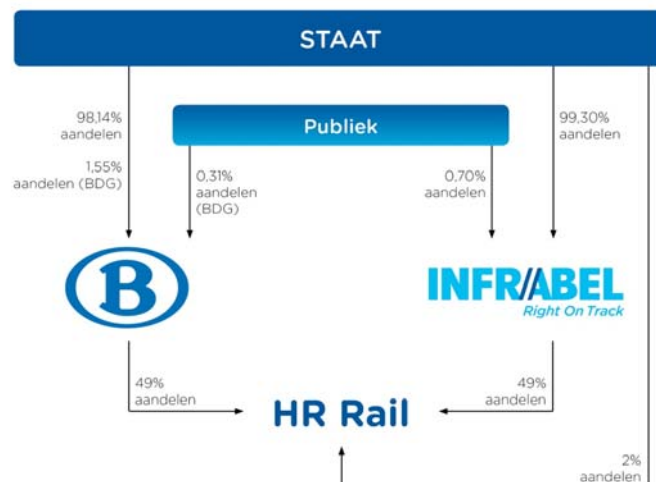 STAAT
98,14%
aandelen
1,55%
aandelen (BDG)
Publiek
99,30%
aandelen
0,31%
aandelen
(BDG)
0,70%
aandelen
B
INFRABEL
Right On Track
49%
aandelen
HR Rail
49%
aandelen
2%
aandelen